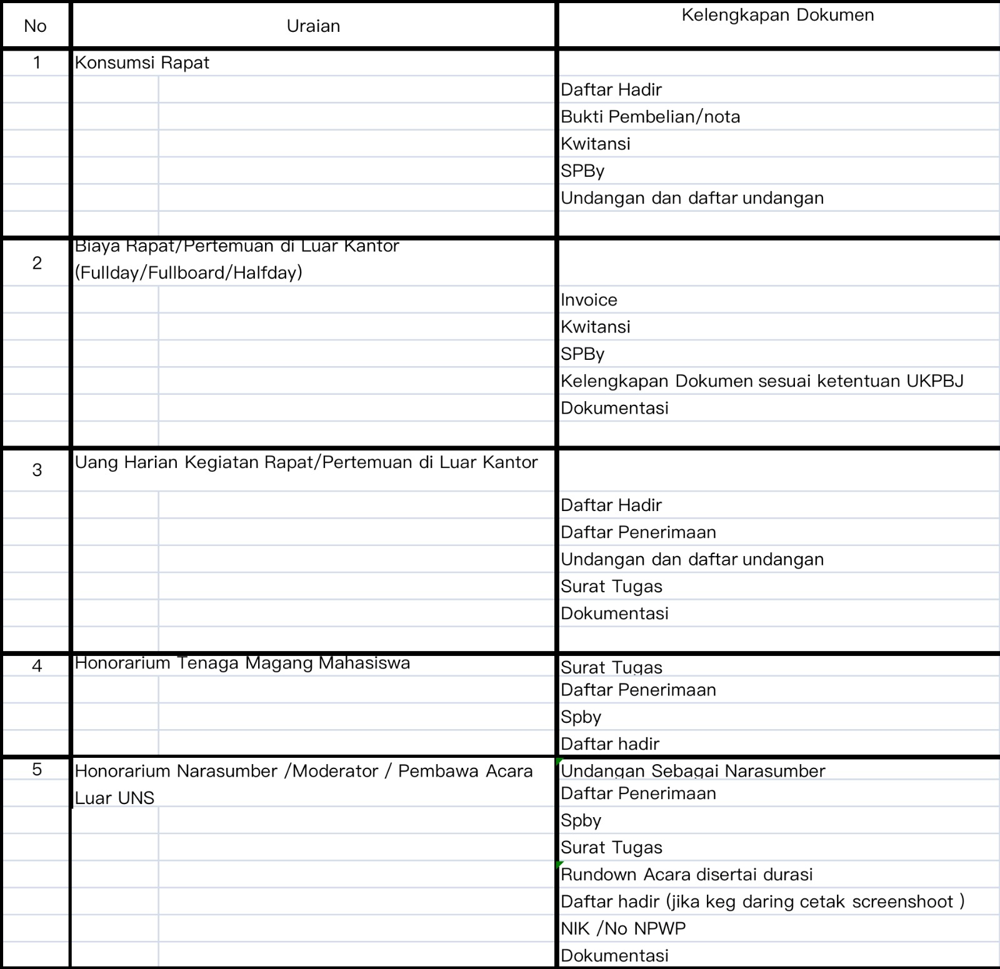 No Uraian Kelengkapan Dokumen
1 Konsumsi Rapat
Daftar Hadir
Bukti Pembelian/nota
Kwitansi
SPBy
Undangan dan daftar undangan
2 Biaya Rapat/Pertemuan di Luar Kantor
(Fullday/Fullboard/Halfday)
Invoice
Kwitansi
SPBy
Kelengkapan Dokumen sesuai ketentuan UKPBJ
Dokumentasi
3 Uang Harian Kegiatan Rapat/Pertemuan di Luar Kantor
Daftar Hadir
Daftar Penerimaan
Undangan dan daftar undangan
Surat Tugas
Dokumentasi
4 Honorarium Tenaga Magang Mahasiswa Surat Tugas
Daftar Penerimaan
Spby
Daftar hadir
5 Honorarium Narasumber /Moderator / Pembawa Acara Undangan Sebagai Narasumber
Luar UNS Daftar Penerimaan
Spby
Surat Tugas
Rundown Acara disertai durasi
Daftar hadir (jika keg daring cetak screenshoot )
NIK /No NPWP
Dokumentasi